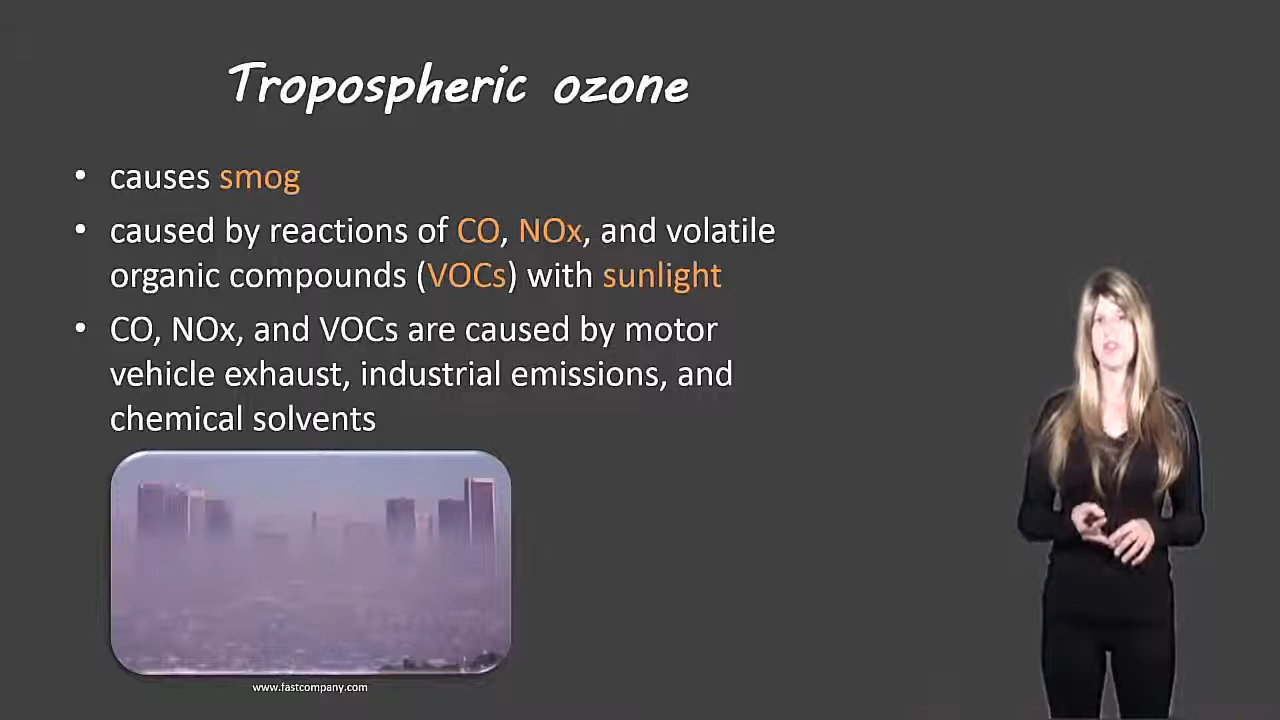 Tropospheric ozone
• causes smog
• caused by reactions of CO, NOx, and volatile
organic compounds (VOCs) with sunlight
• CO, NOx, and VOCs are caused by motor
vehicle exhaust, industrial emissions, and
chemical solvents
www.fastcompany.com